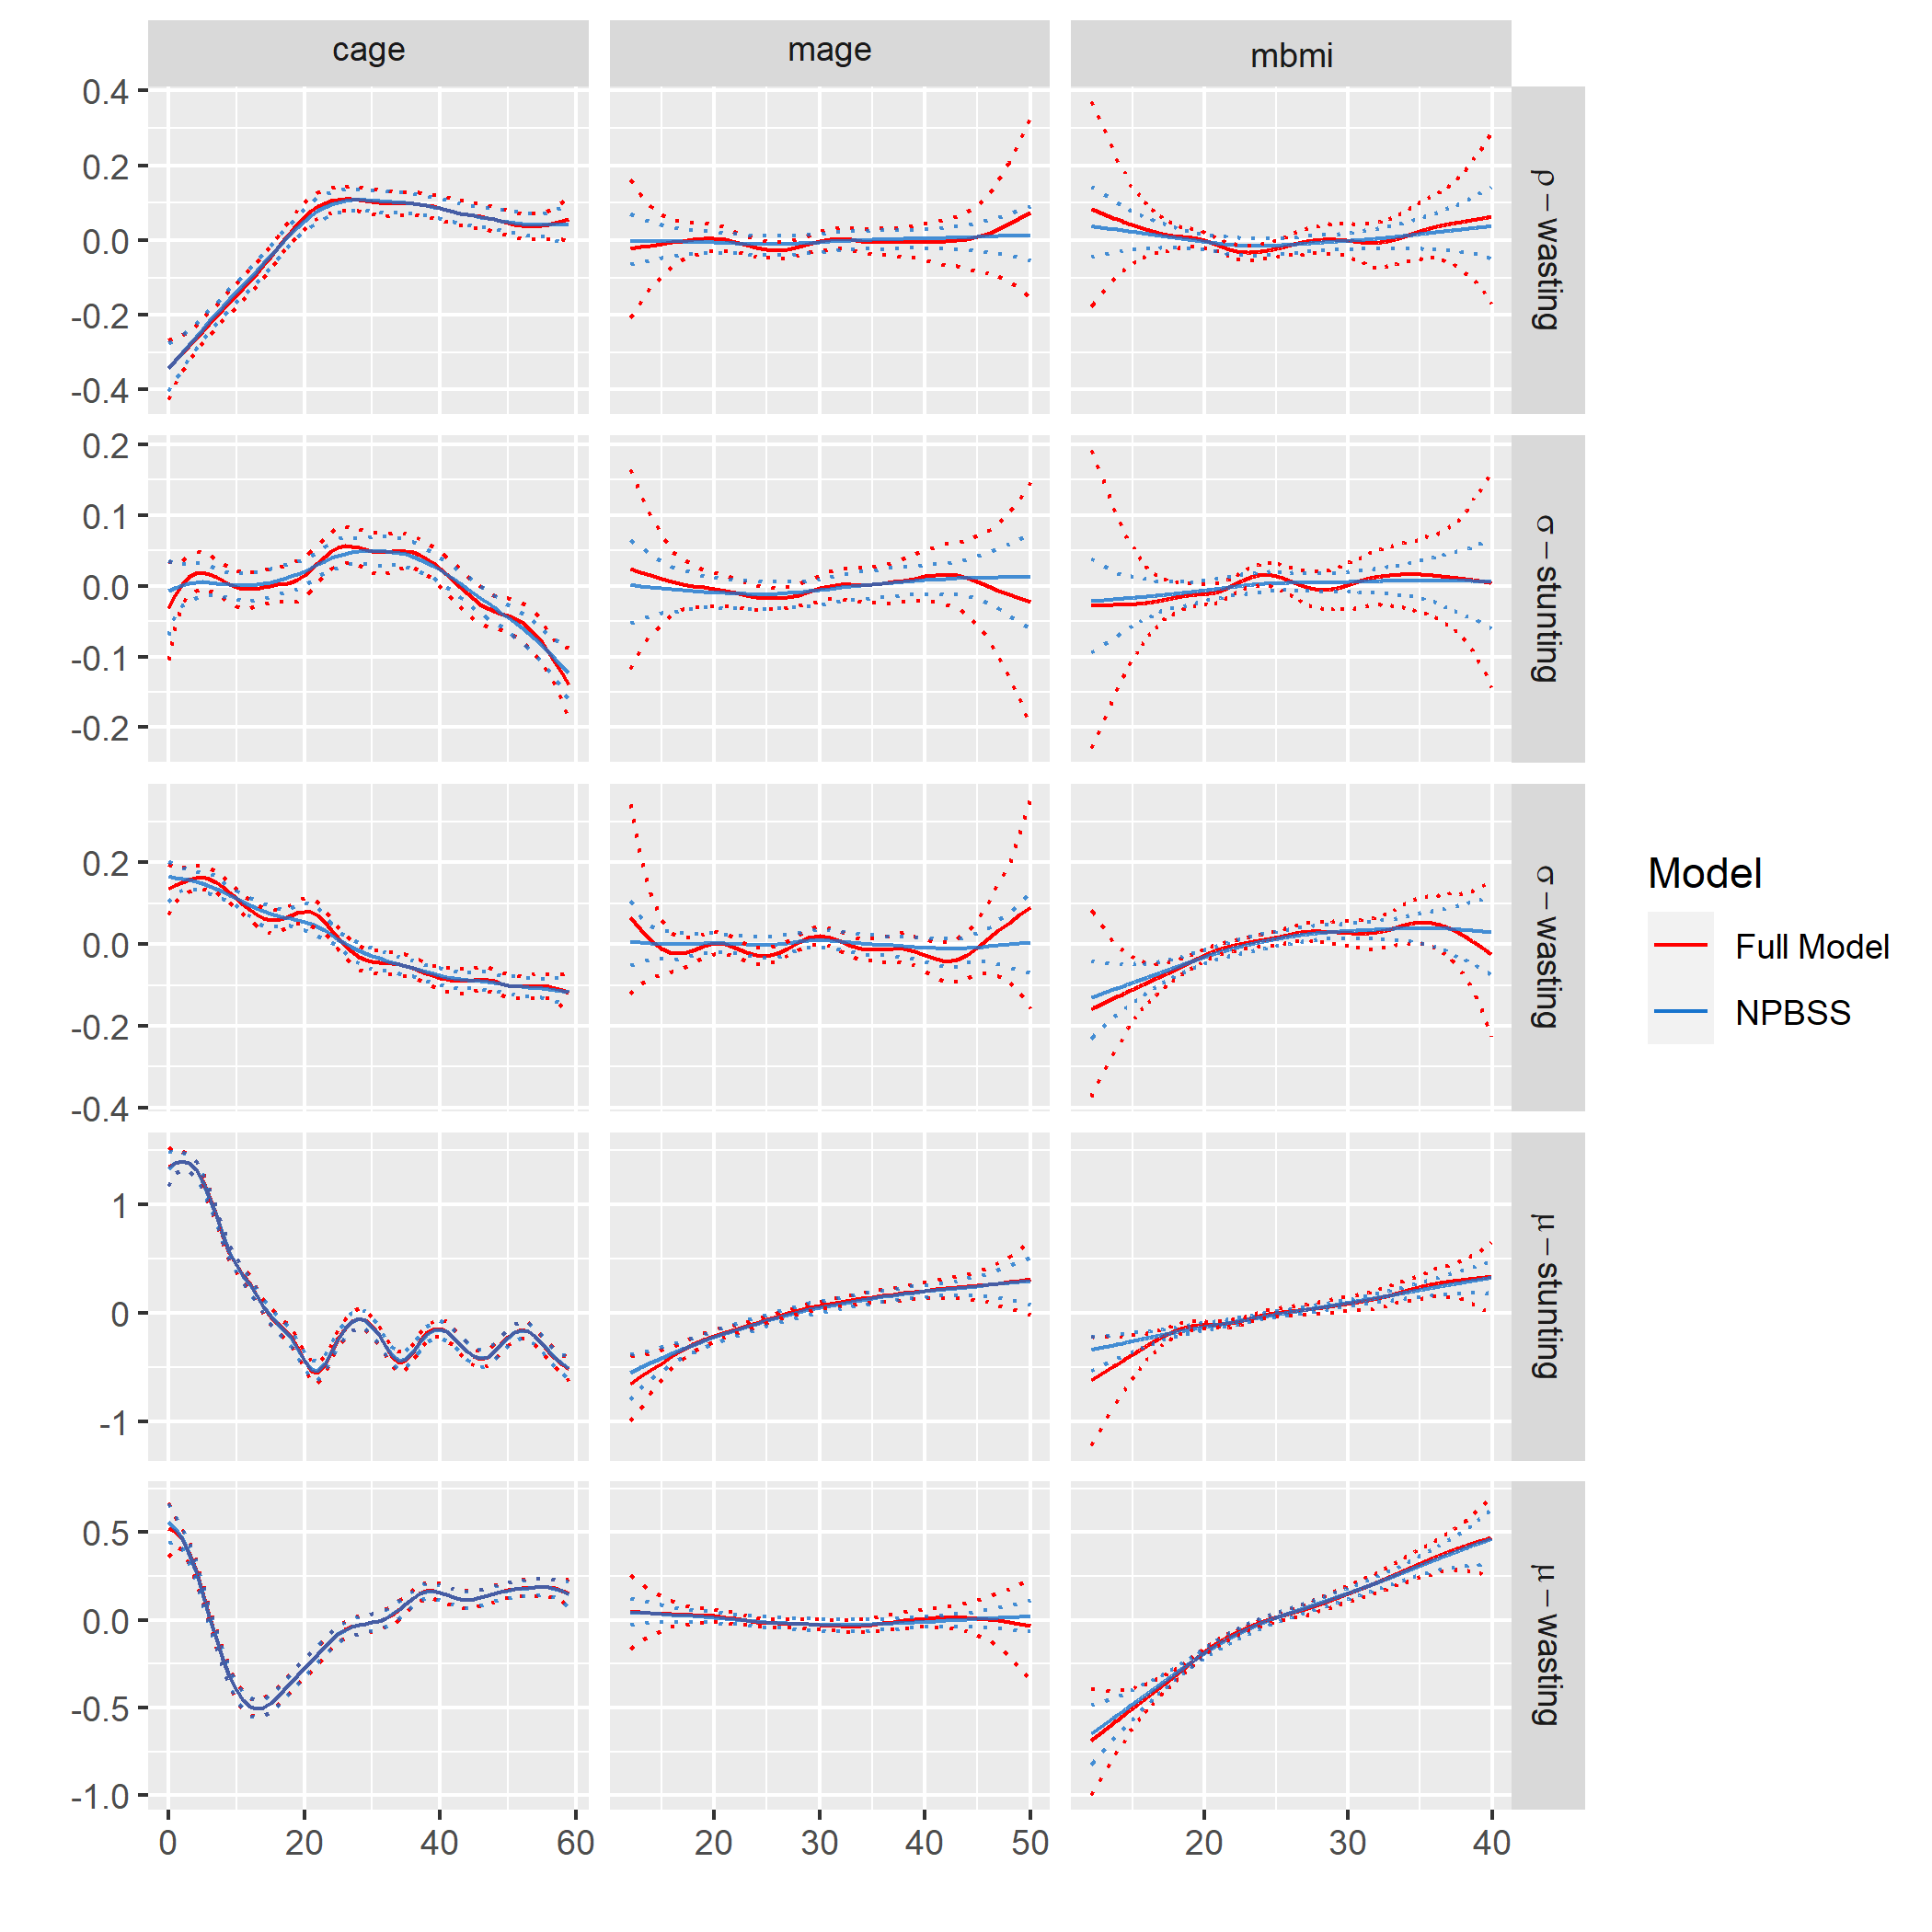 cage mage mbmi
0.4
0.2
0.0
-0.2
-0.4
ρ – wasting
0.2
0.1
0.0
-0.1
-0.2
σ – stunting
0.2
0.0
-0.2
-0.4
σ – wasting
1
0
-1
μ – stunting
0.5
0.0
-0.5
-1.0
μ – wasting
0 20 40 60 20 30 40 50 20 30 40
Model
Full Model
NPBSS